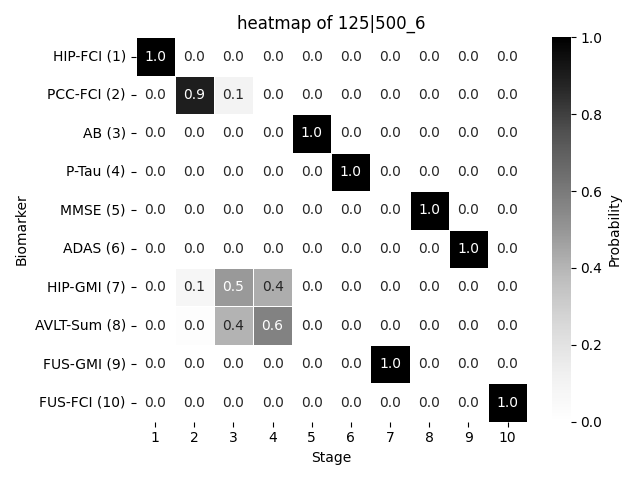 heatmap of 125|500_6
HIP-FCI (1) 1.0 0.0 0.0 0.0 0.0 0.0 0.0 0.0 0.0 0.0
PCC-FCI (2) 0.0 0.9 0.1 0.0 0.0 0.0 0.0 0.0 0.0 0.0
AB (3) 0.0 0.0 0.0 0.0 1.0 0.0 0.0 0.0 0.0 0.0
P-Tau (4) 0.0 0.0 0.0 0.0 0.0 1.0 0.0 0.0 0.0 0.0
MMSE (5) 0.0 0.0 0.0 0.0 0.0 0.0 0.0 1.0 0.0 0.0
ADAS (6) 0.0 0.0 0.0 0.0 0.0 0.0 0.0 0.0 1.0 0.0
HIP-GMI (7) 0.0 0.1 0.5 0.4 0.0 0.0 0.0 0.0 0.0 0.0
AVLT-Sum (8) 0.0 0.0 0.4 0.6 0.0 0.0 0.0 0.0 0.0 0.0
FUS-GMI (9) 0.0 0.0 0.0 0.0 0.0 0.0 1.0 0.0 0.0 0.0
FUS-FCI (10) 0.0 0.0 0.0 0.0 0.0 0.0 0.0 0.0 0.0 1.0
1 2 3 4 5 6 7 8 9 10
Stage
Biomarker
1.0
0.8
0.6
0.4
0.2
0.0
Probability